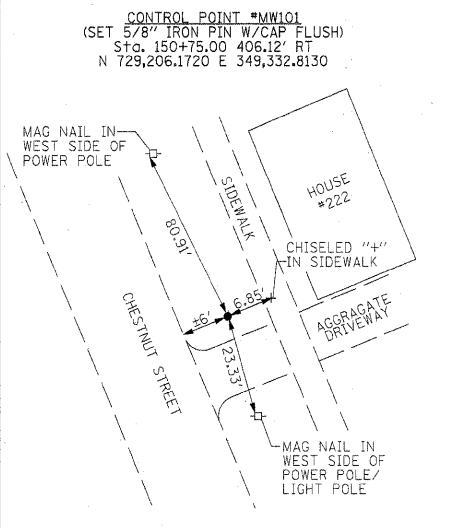 CONTROL POINT #MW101
(SET 5/8" IRON PIN W/CAP FLUSH)
Sta. 150+75.00 406.12' RT
N 729,206.1720 E 349,332.8130
MAG NAIL IN
WEST SIDE OF
POWER POLE
SIDEWALK
HOUSE
#222
80.91'
CHISELED "+"
IN SIDEWALK
6.85'
±6'
AGGRAGATE
DRIVEWAY
CHESTNUT STREET
23.33'
MAG NAIL IN
WEST SIDE OF
POWER POLE/
LIGHT POLE